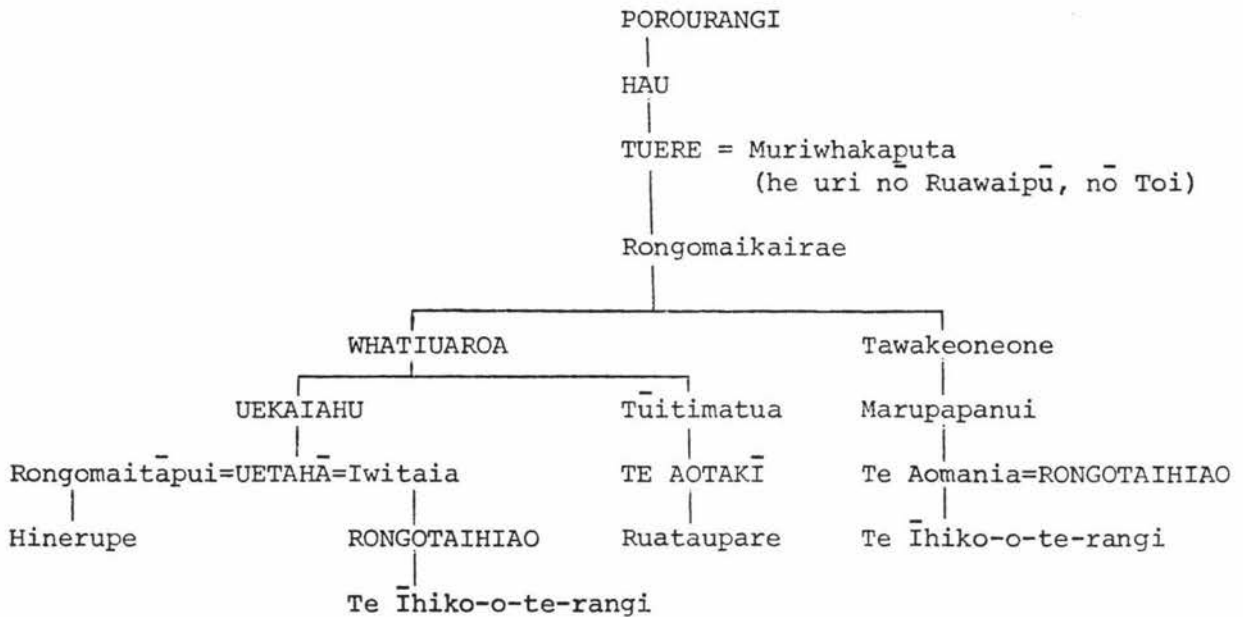 POROURANGI
HAU
TUERE = Muriwhakaputa
(he uri nō Ruawaipū, nō Toi)
Rongomaikairae
WHATIUAROA Tawakeoneone
UEKAIAHU Tūitimatua Marupapanui
Rongomaitāpui=UETAHĀ=Iwitaia TE AOTAKĪ Te Aomania=RONGOTAIHIAO
Hinerupe RONGOTAIHIAO Ruataupare Te Īhiko-o-te-rangi
Te Īhiko-o-te-rangi